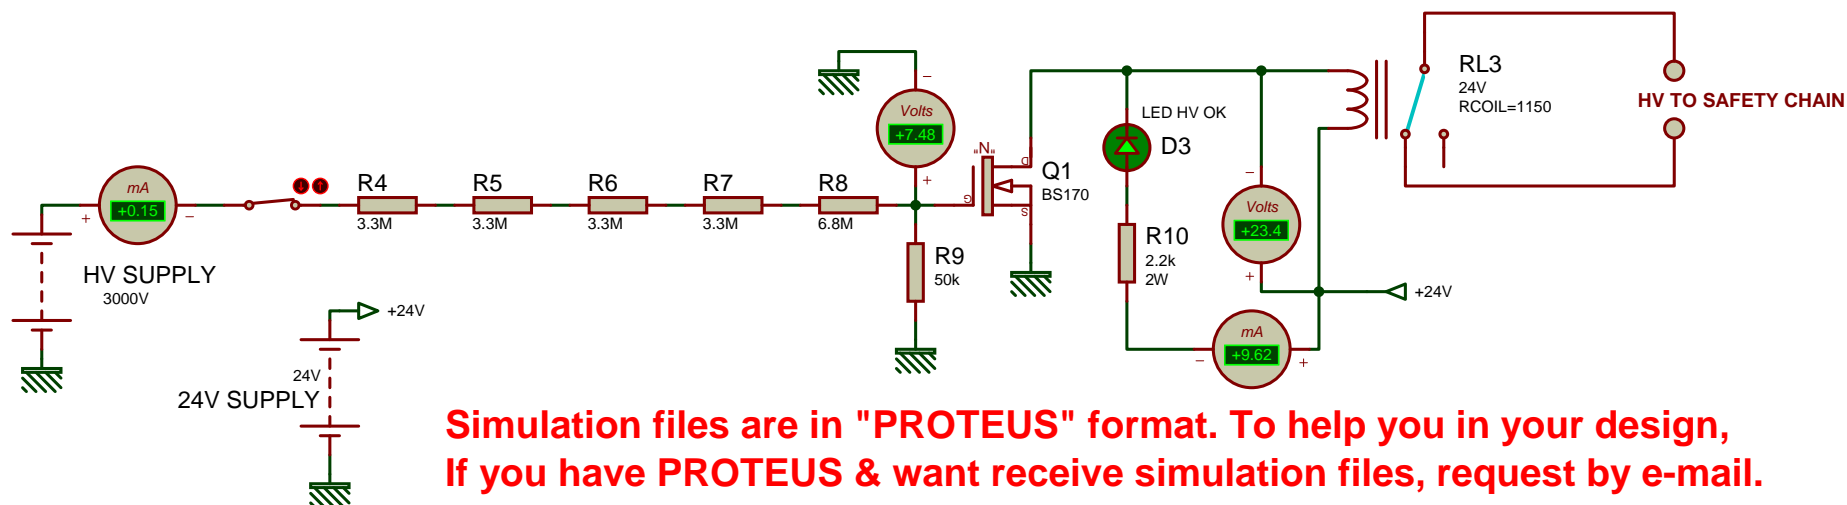 RL3
24V
RCOIL=1150
HV TO SAFETY CHAIN
Volts
+7.48
LED HV OK
D3
"N"
D
G
S
Q1
BS170
mA
+0.15
R4
3.3M
R5
3.3M
R6
3.3M
R7
3.3M
R8
6.8M
Volts
+23.4
R9
50k
R10
2.2k
2W
HV SUPPLY
3000V
+24V
+24V
mA
+9.62
24V
24V SUPPLY
Simulation files are in "PROTEUS" format. To help you in your design,
If you have PROTEUS & want receive simulation files, request by e-mail.